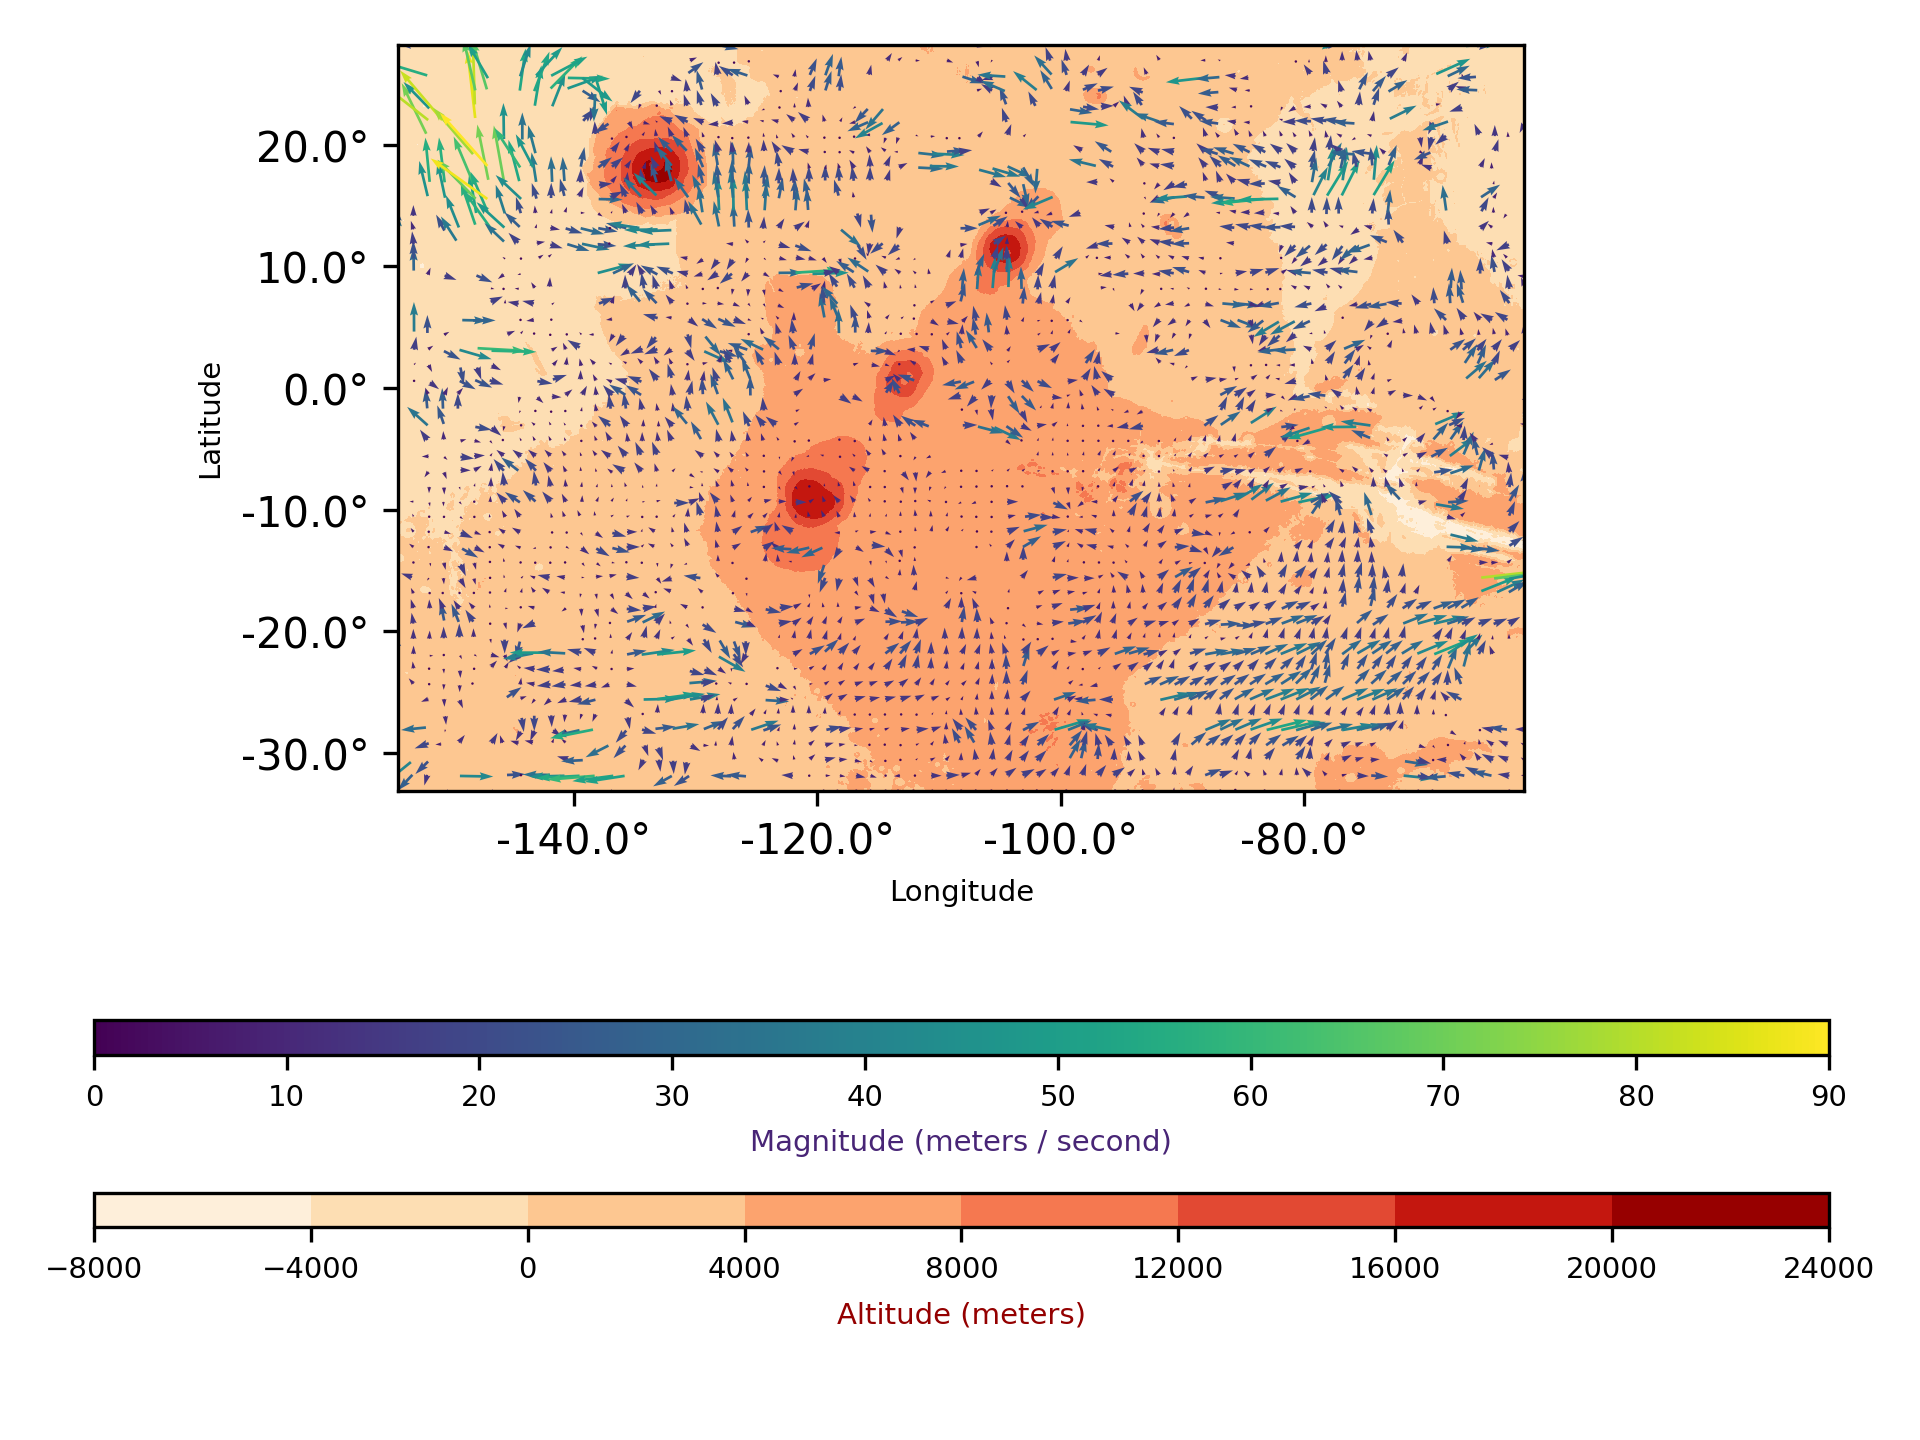 20.0°
10.0°
0.0°
-10.0°
-20.0°
-30.0°
Latitude
-140.0° -120.0° -100.0° -80.0°
Longitude
0 10 20 30 40 50 60 70 80 90
Magnitude (meters / second)
−8000 −4000 0 4000 8000 12000 16000 20000 24000
Altitude (meters)